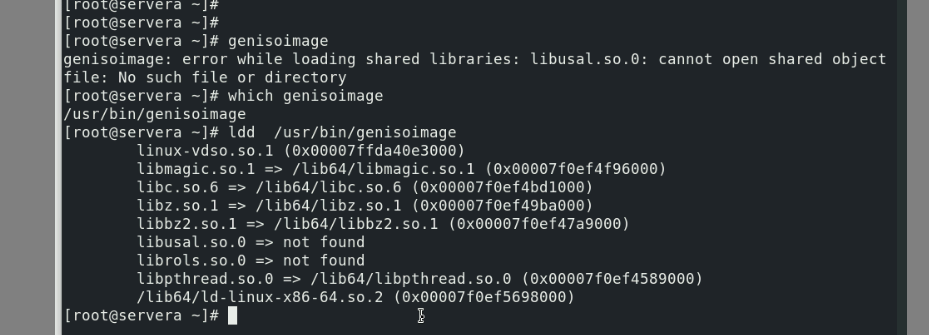 [root@servera ~]#
[root@servera ~]#
[root@servera ~]# genisoimage
genisoimage: error while loading shared libraries: libusal.so.0: cannot open shared object
file: No such file or directory
[root@servera ~]# which genisoimage
/usr/bin/genisoimage
[root@servera ~]# ldd  /usr/bin/genisoimage
        linux-vdso.so.1 (0x00007ffda40e3000)
        libmagic.so.1 => /lib64/libmagic.so.1 (0x00007f0ef4f96000)
        libc.so.6 => /lib64/libc.so.6 (0x00007f0ef4bd1000)
        libz.so.1 => /lib64/libz.so.1 (0x00007f0ef49ba000)
        libbz2.so.1 => /lib64/libbz2.so.1 (0x00007f0ef47a9000)
        libusal.so.0 => not found
        librols.so.0 => not found
        libpthread.so.0 => /lib64/libpthread.so.0 (0x00007f0ef4589000)
        /lib64/ld-linux-x86-64.so.2 (0x00007f0ef5698000)
[root@servera ~]#